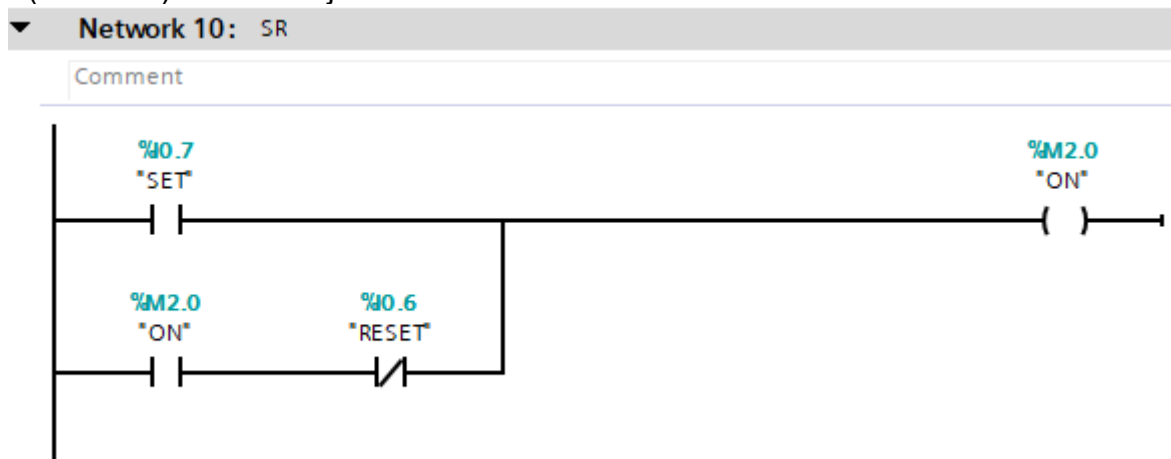 Network 10: SR
Comment
%I0.7 %M2.0
"SET" "ON"
%M2.0 %I0.6
"ON" "RESET"